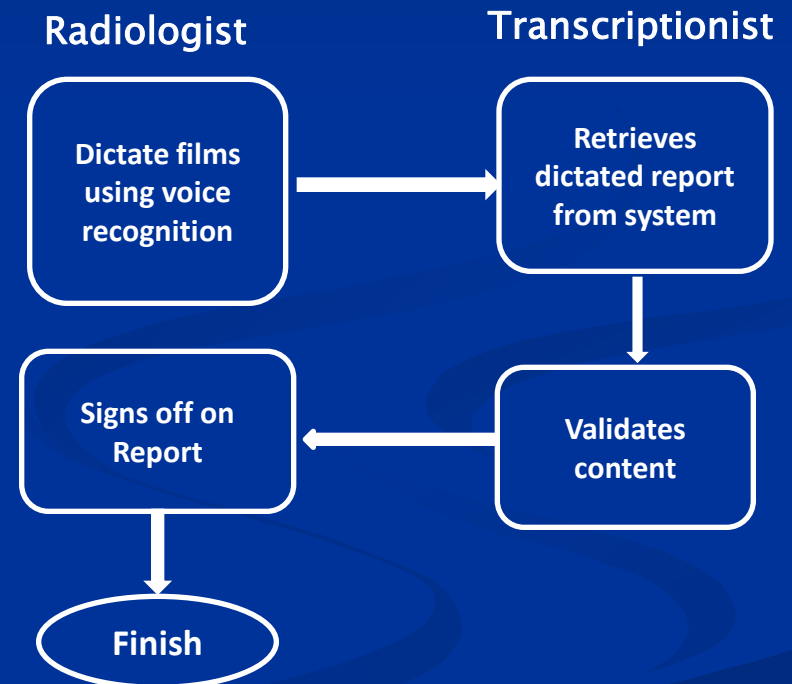 Radiologist
Transcriptionist
Dictate films
using voice
recognition
Retrieves
dictated report
from system
Validates
content
Signs off on
Report
Finish